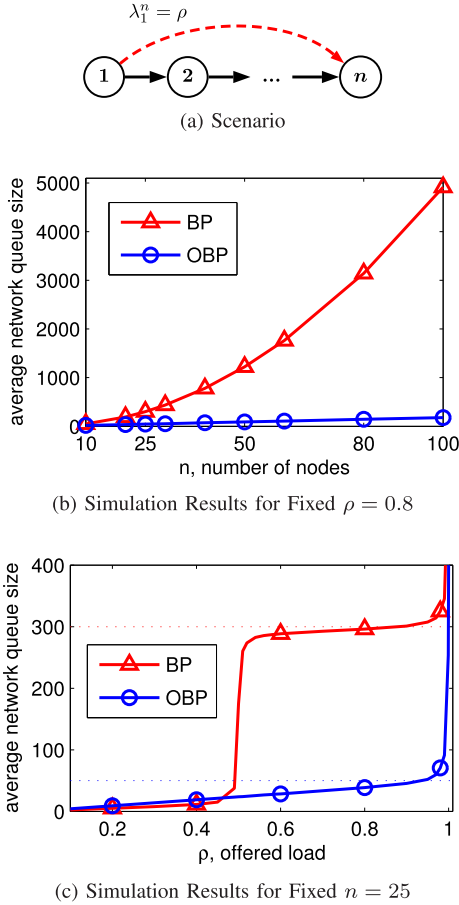 λ₁ⁿ = ρ
1 2 ... n
(a) Scenario
average network queue size
5000
4000
3000
2000
1000
0
BP
OBP
10 25 50 80 100
n, number of nodes
(b) Simulation Results for Fixed ρ = 0.8
average network queue size
400
300
200
100
0
BP
OBP
0.2 0.4 0.6 0.8 1
ρ, offered load
(c) Simulation Results for Fixed n = 25